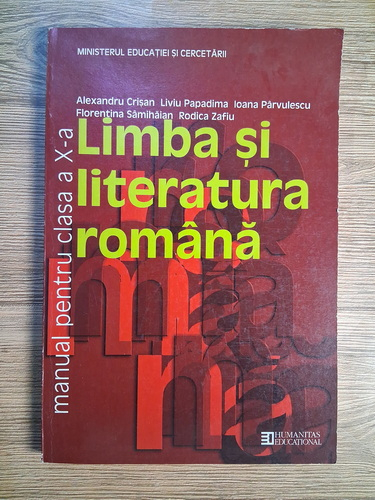 MINISTERUL EDUCAȚIEI ȘI CERCETĂRII
Alexandru Crișan Liviu Papadima Ioana Pârvulescu
Florentina Sâmihăian Rodica Zafiu
Limba și
literatura
română
manual pentru clasa a X-a
HUMANITAS
EDUCATIONAL